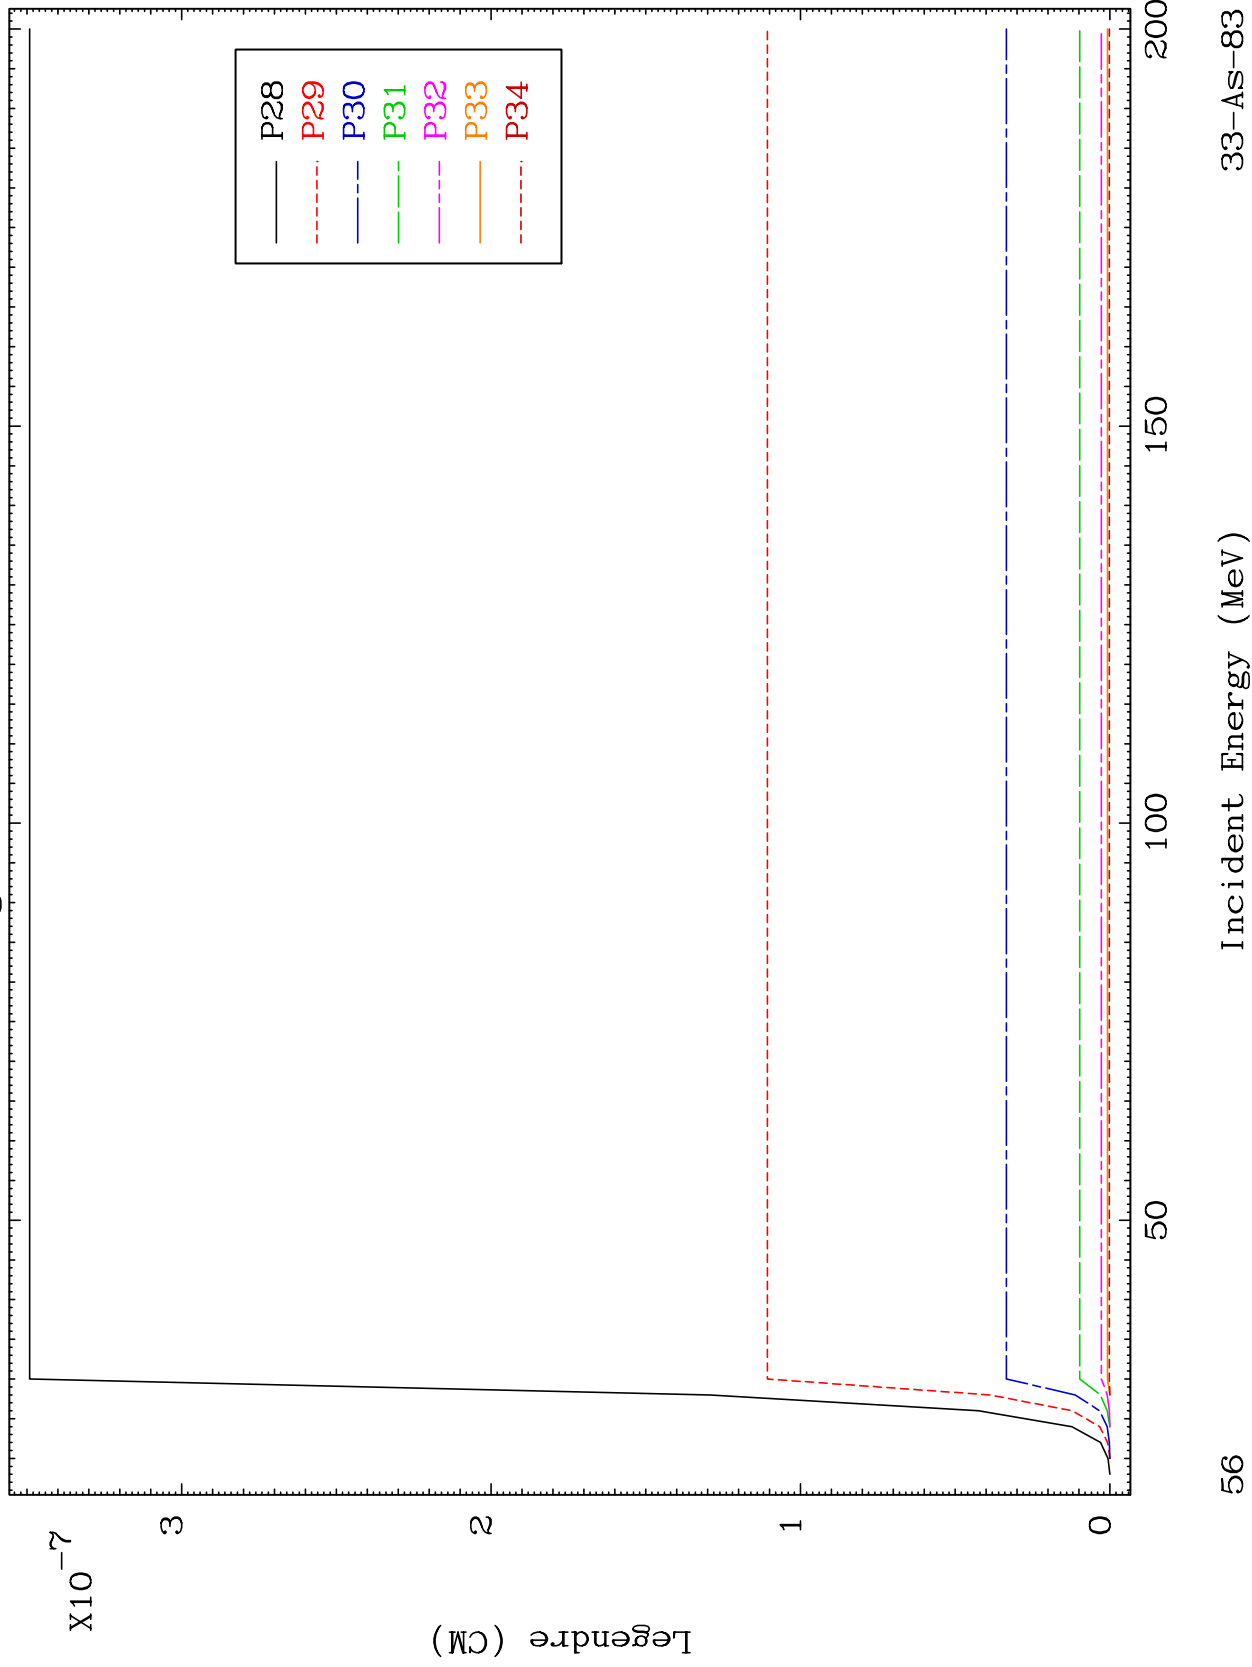 X10-7
3
2
1
0
Legendre (CM)
P28
P29
P30
P31
P32
P33
P34
50
100
150
200
Incident Energy (MeV)
56
33-As-83